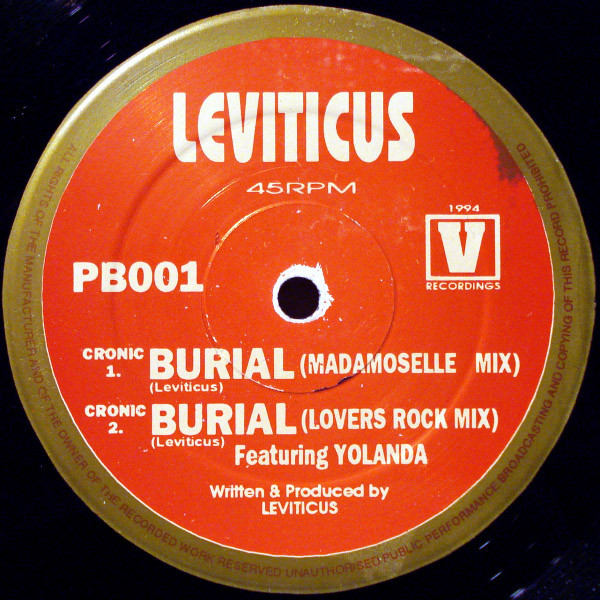 LEVITICUS
45RPM
1994
V
RECORDINGS
PB001
CRONIC
1.
BURIAL (MADAMOSELLE MIX)
(Leviticus)
CRONIC
2.
BURIAL (LOVERS ROCK MIX)
(Leviticus)
Featuring YOLANDA
Written & Produced by
LEVITICUS
ALL RIGHTS OF THE MANUFACTURER AND OF THE OWNER OF THE RECORDED WORK RESERVED UNAUTHORISED PUBLIC PERFORMANCE BROADCASTING AND COPYING OF THIS RECORD PROHIBITED